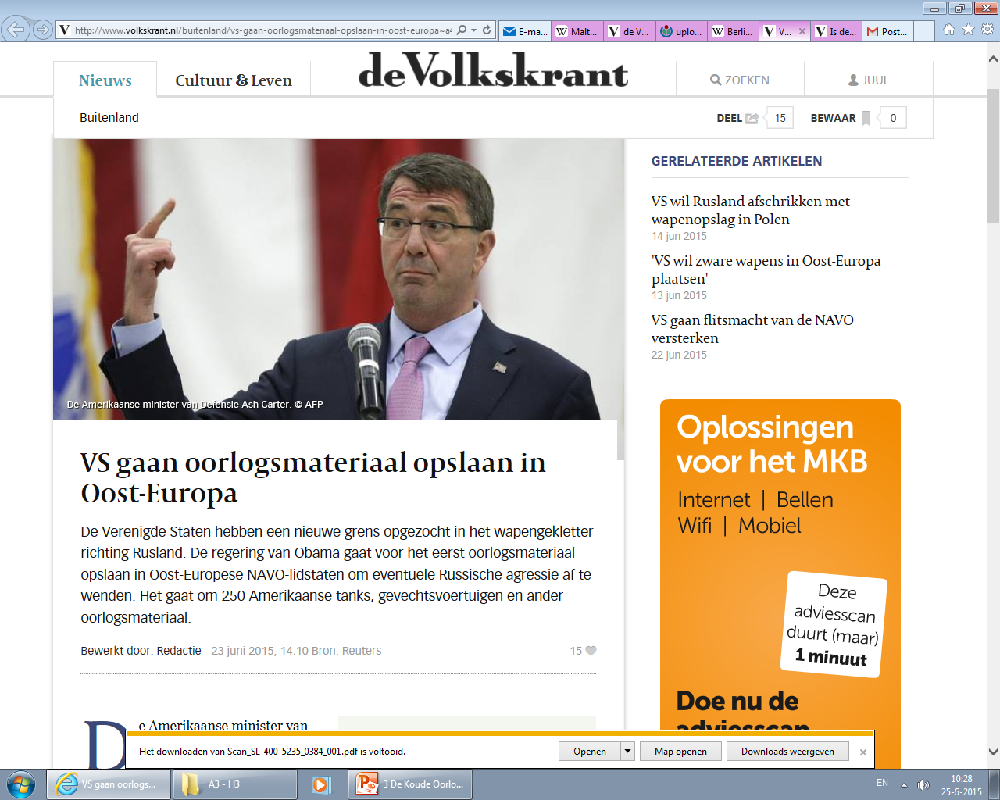 http://www.volkskrant.nl/buitenland/vs-gaan-oorlogsmateriaal-opslaan-in-oost-europa~a4
E-ma...
Malt...
de V...
uplo...
Berli...
V...
Is de...
Post...
Nieuws
Cultuur & Leven
de Volkskrant
ZOEKEN
JUUL
Buitenland
DEEL 15
BEWAAR 0
De Amerikaanse minister van Defensie Ash Carter. © AFP
VS gaan oorlogsmateriaal opslaan in
Oost-Europa
De Verenigde Staten hebben een nieuwe grens opgezocht in het wapengekletter
richting Rusland. De regering van Obama gaat voor het eerst oorlogsmateriaal
opslaan in Oost-Europese NAVO-lidstaten om eventuele Russische agressie af te
wenden. Het gaat om 250 Amerikaanse tanks, gevechtsvoertuigen en ander
oorlogsmateriaal.
Bewerkt door: Redactie 23 juni 2015, 14:10 Bron: Reuters
15
De Amerikaanse minister van
GERELATEERDE ARTIKELEN
VS wil Rusland afschrikken met
wapenopslag in Polen
14 jun 2015
'VS wil zware wapens in Oost-Europa
plaatsen'
13 jun 2015
VS gaan flitsmacht van de NAVO
versterken
22 jun 2015
Oplossingen
voor het MKB
Internet | Bellen
Wifi | Mobiel
Deze
adviesscan
duurt (maar)
1 minuut
Doe nu de
adviesscan
Het downloaden van Scan_SL-400-5235_0384_001.pdf is voltooid.
Openen
Map openen
Downloads weergeven
VS gaan oorlogs...
A3 - H3
3 De Koude Oorlo...
EN
10:28
25-6-2015